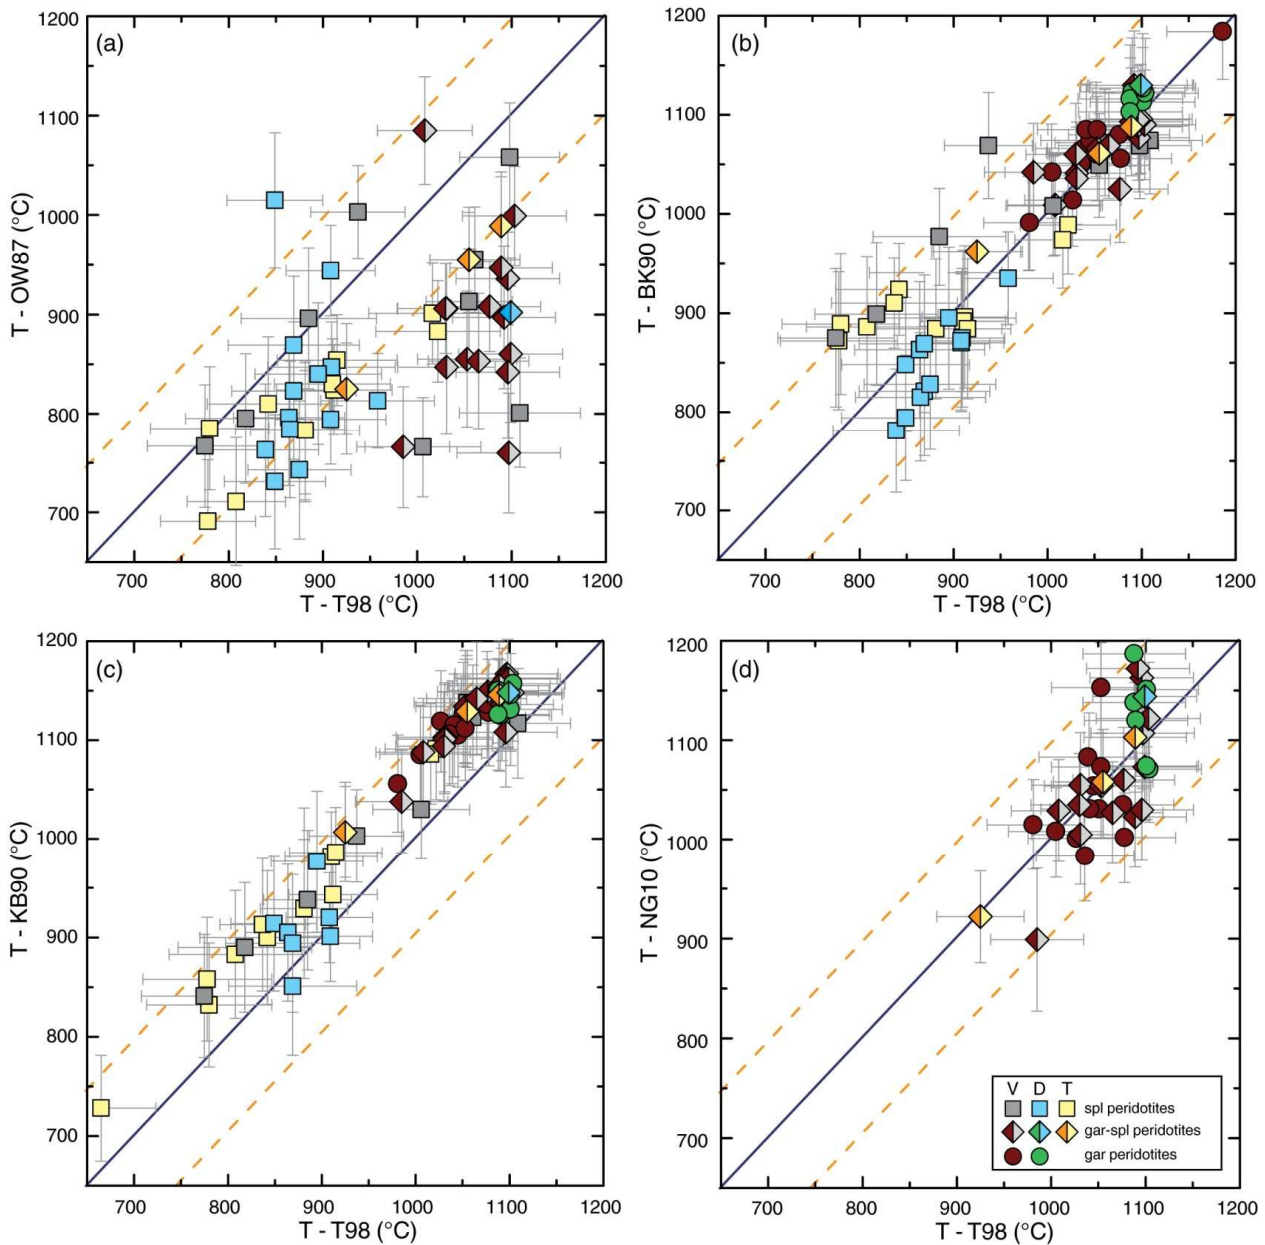 (a)
1200
1100
1000
900
800
700
T - OW87 (°C)
700 800 900 1000 1100 1200
T - T98 (°C)
(b)
1200
1100
1000
900
800
700
T - BK90 (°C)
700 800 900 1000 1100 1200
T - T98 (°C)
(c)
1200
1100
1000
900
800
700
T - KB90 (°C)
700 800 900 1000 1100 1200
T - T98 (°C)
(d)
1200
1100
1000
900
800
700
T - NG10 (°C)
V D T
spl peridotites
gar-spl peridotites
gar peridotites
700 800 900 1000 1100 1200
T - T98 (°C)